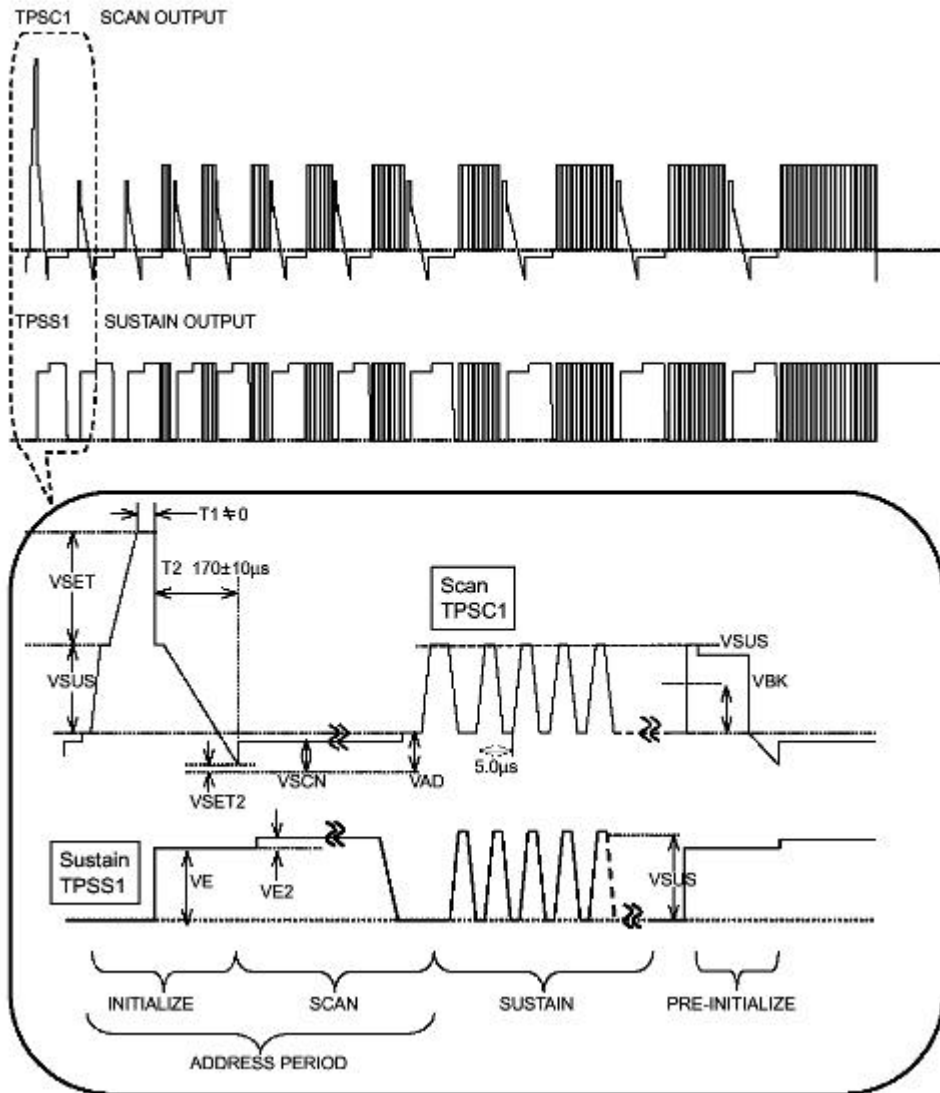 TPSC1 SCAN OUTPUT
TPSS1 SUSTAIN OUTPUT
T1≒0
VSET
T2 170±10μs
Scan
TPSC1
VSUS
VSUS
VBK
5.0μs
VSCN
VAD
VSET2
Sustain
TPSS1
VE
VE2
VSUS
INITIALIZE
SCAN
SUSTAIN
PRE-INITIALIZE
ADDRESS PERIOD